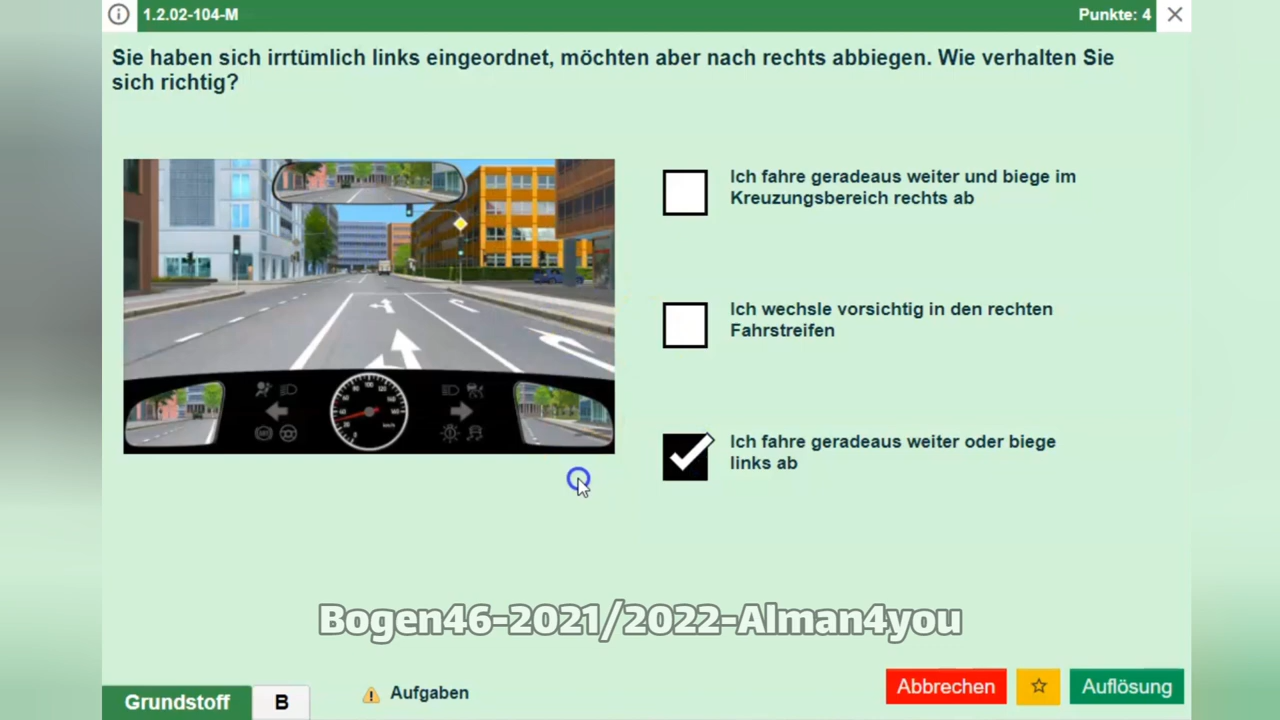 1.2.02-104-M
Punkte: 4
Sie haben sich irrtümlich links eingeordnet, möchten aber nach rechts abbiegen. Wie verhalten Sie
sich richtig?
Ich fahre geradeaus weiter und biege im
Kreuzungsbereich rechts ab
Ich wechsle vorsichtig in den rechten
Fahrstreifen
Ich fahre geradeaus weiter oder biege
links ab
Bogen46-2021/2022-Alman4you
Grundstoff
B
Aufgaben
Abbrechen
Auflösung